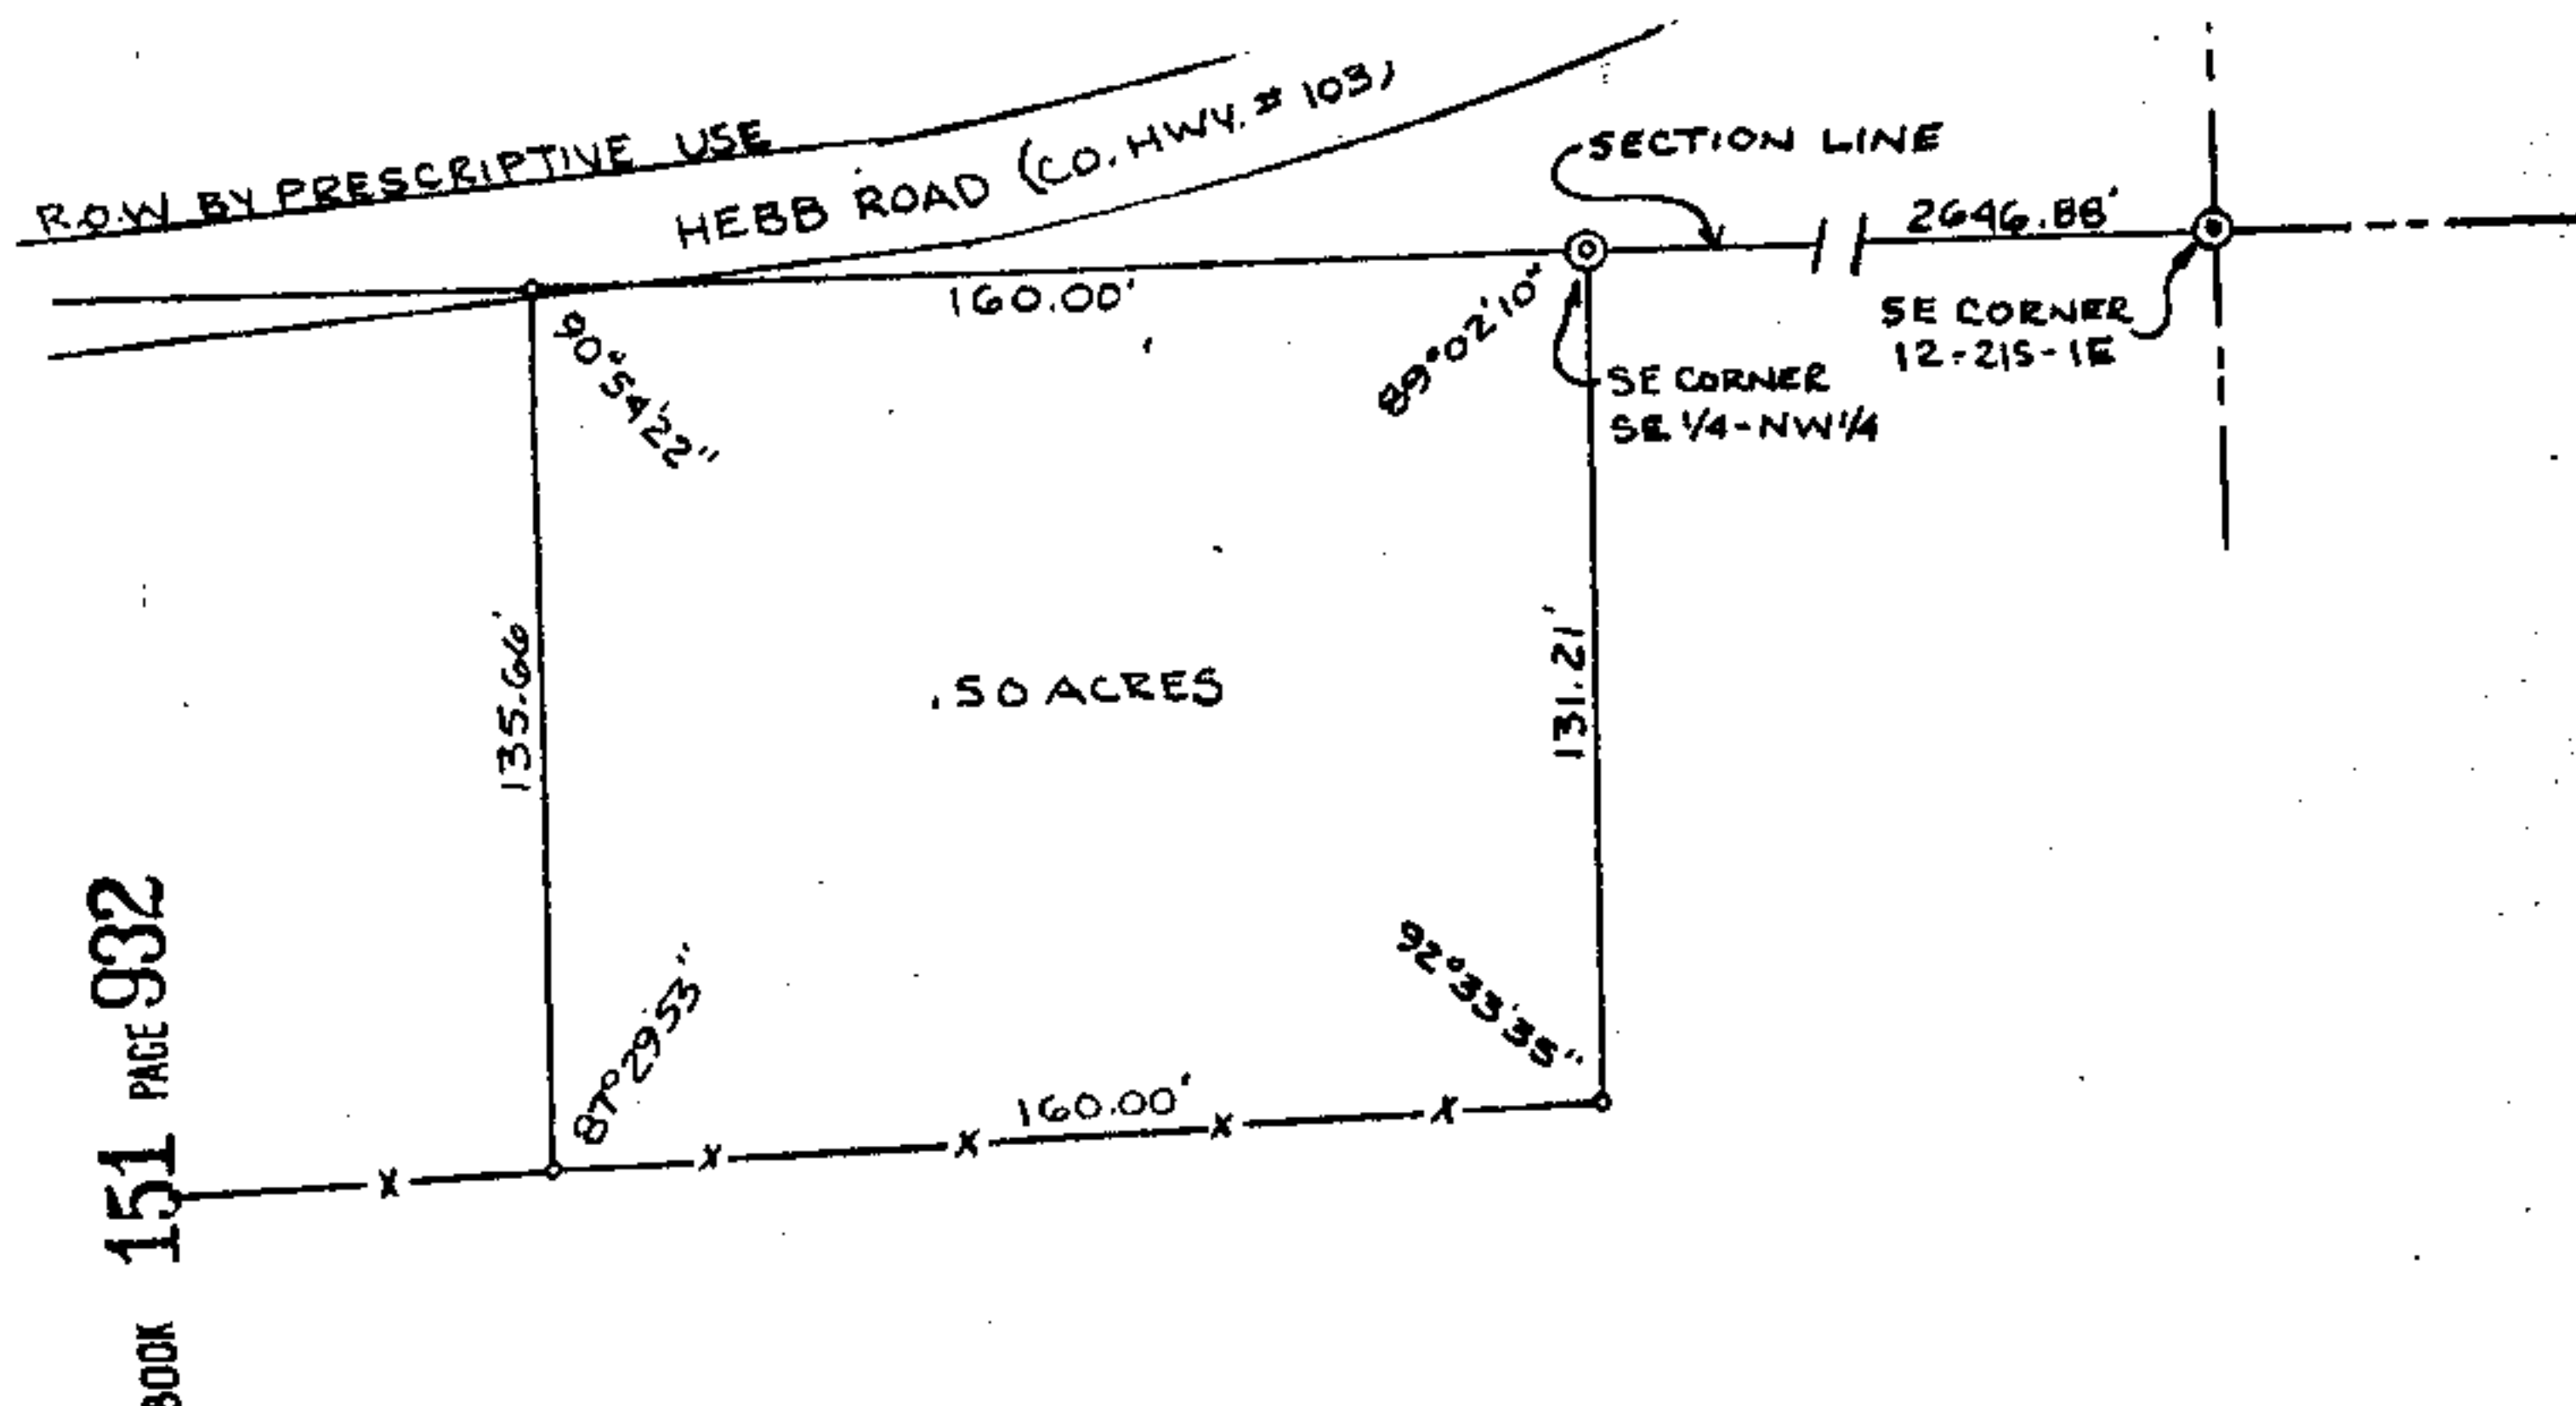 R.O.W BY PRESCRIPTIVE USE
HEBB ROAD (CO. HWY. # 103)
SECTION LINE
2646.88'
160.00'
SE CORNER
12-21S-1E
90°54'22"
89°02'10"
SE CORNER
SE 1/4-NW 1/4
135.66'
131.21'
.50 ACRES
87°29'53"
92°33'35"
160.00'
BOOK 151 PAGE 932